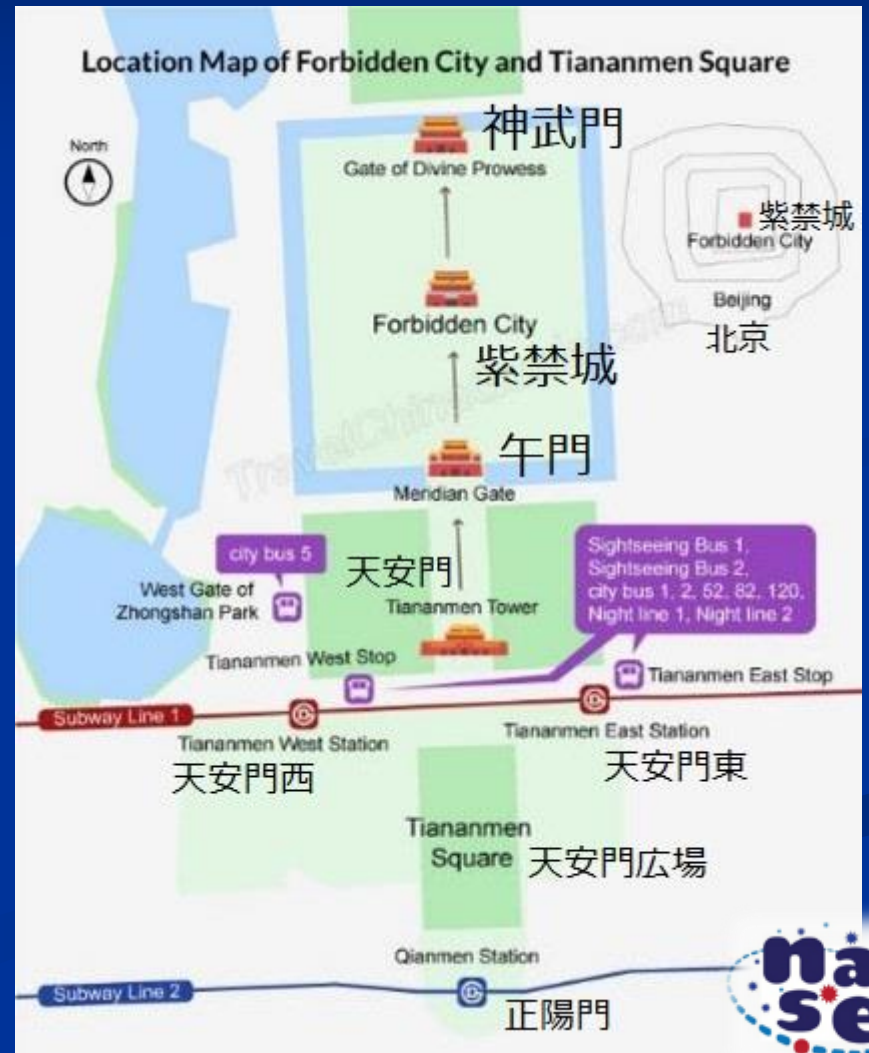 Location Map of Forbidden City and Tiananmen Square
North
神武門
Gate of Divine Prowess
紫禁城
Forbidden City
Beijing
北京
Forbidden City
紫禁城
午門
Meridian Gate
city bus 5
West Gate of
Zhongshan Park
天安門
Tiananmen Tower
Sightseeing Bus 1,
Sightseeing Bus 2,
city bus 1, 2, 52, 82, 120,
Night line 1, Night line 2
Tiananmen West Stop
Tiananmen East Stop
Subway Line 1
Tiananmen West Station
天安門西
Tiananmen East Station
天安門東
Tiananmen
Square
天安門広場
Qianmen Station
Subway Line 2
正陽門
na
se